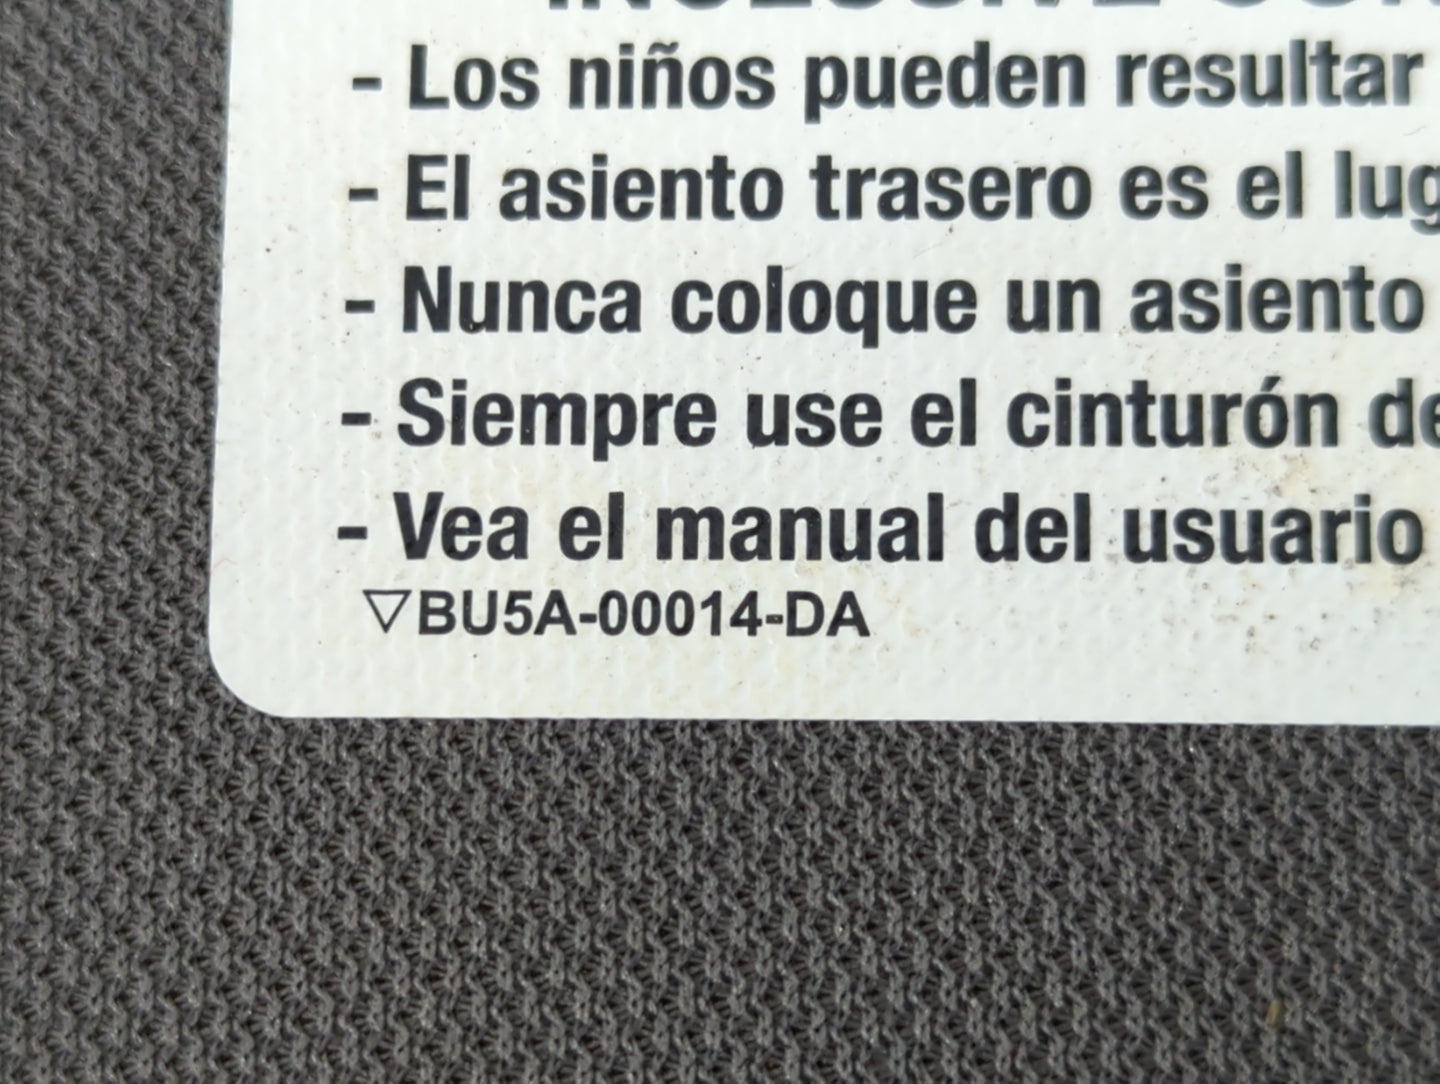 - Los niños pueden resultar
- El asiento trasero es el
- Nunca coloque un asiento
- Siempre use el cinturón de
- Vea el manual del usuario
▽BU5A-00014-DA